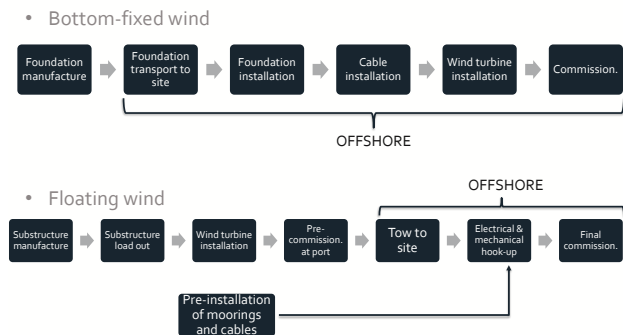 • Bottom-fixed wind
Foundation
manufacture
Foundation
transport to
site
Foundation
installation
Cable
installation
Wind turbine
installation
Commission.
OFFSHORE
• Floating wind
OFFSHORE
Substructure
manufacture
Substructure
load out
Wind turbine
installation
Pre-
commission.
at port
Tow to
site
Electrical &
mechanical
hook-up
Final
commission.
Pre-installation
of moorings
and cables